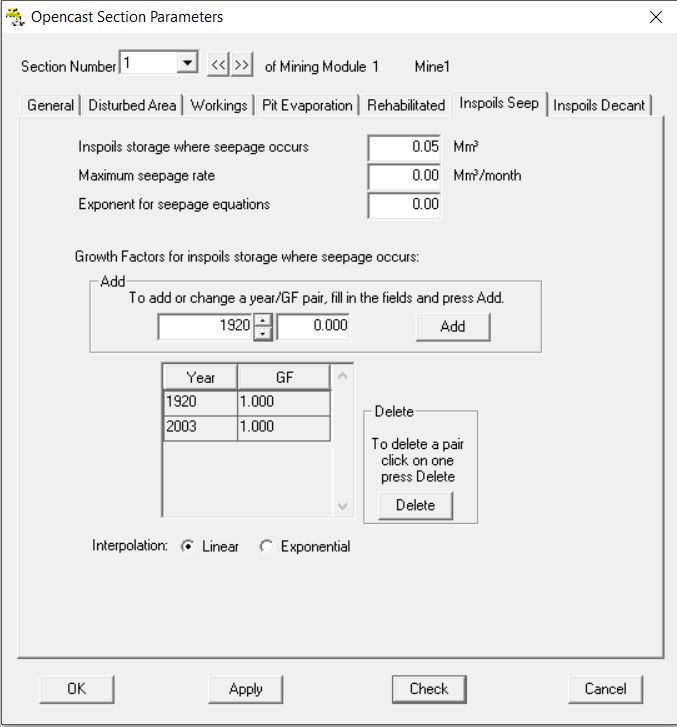 Opencast Section Parameters
Section Number 1 << >> of Mining Module 1 Mine1
General Disturbed Area Workings Pit Evaporation Rehabilitated Inspoils Seep Inspoils Decant
Inspoils storage where seepage occurs 0.05 Mm³
Maximum seepage rate 0.00 Mm³/month
Exponent for seepage equations 0.00
Growth Factors for inspoils storage where seepage occurs:
Add
To add or change a year/GF pair, fill in the fields and press Add.
1920 0.000 Add
Year GF
1920 1.000
2003 1.000
Delete
To delete a pair
click on one
press Delete
Delete
Interpolation: Linear Exponential
OK Apply Check Cancel